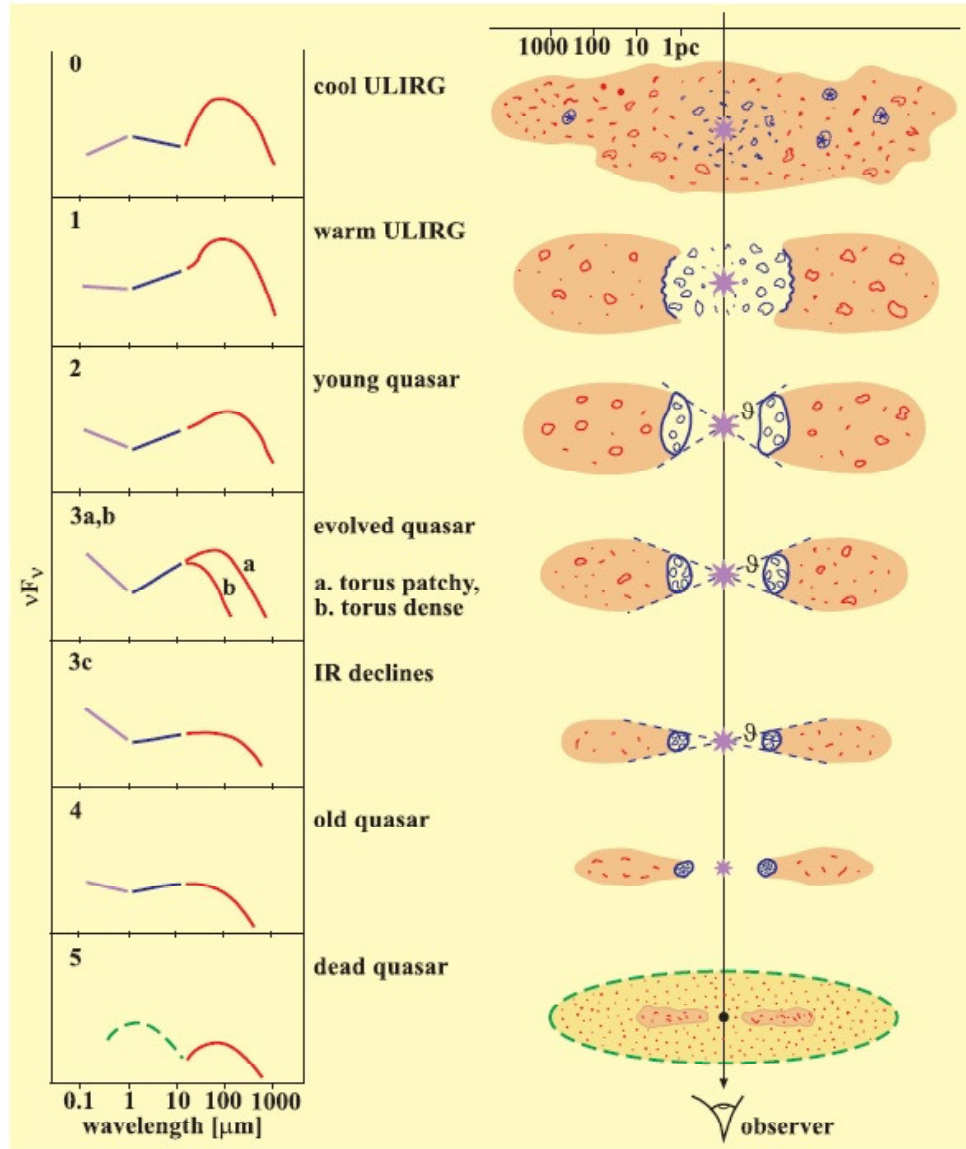 1000 100 10 1pc
0
cool ULIRG
1
warm ULIRG
2
young quasar
ϑ
3a,b
evolved quasar
a
b
a. torus patchy,
b. torus dense
ϑ
νFν
3c
IR declines
ϑ
4
old quasar
5
dead quasar
0.1 1 10 100 1000
wavelength [μm]
observer